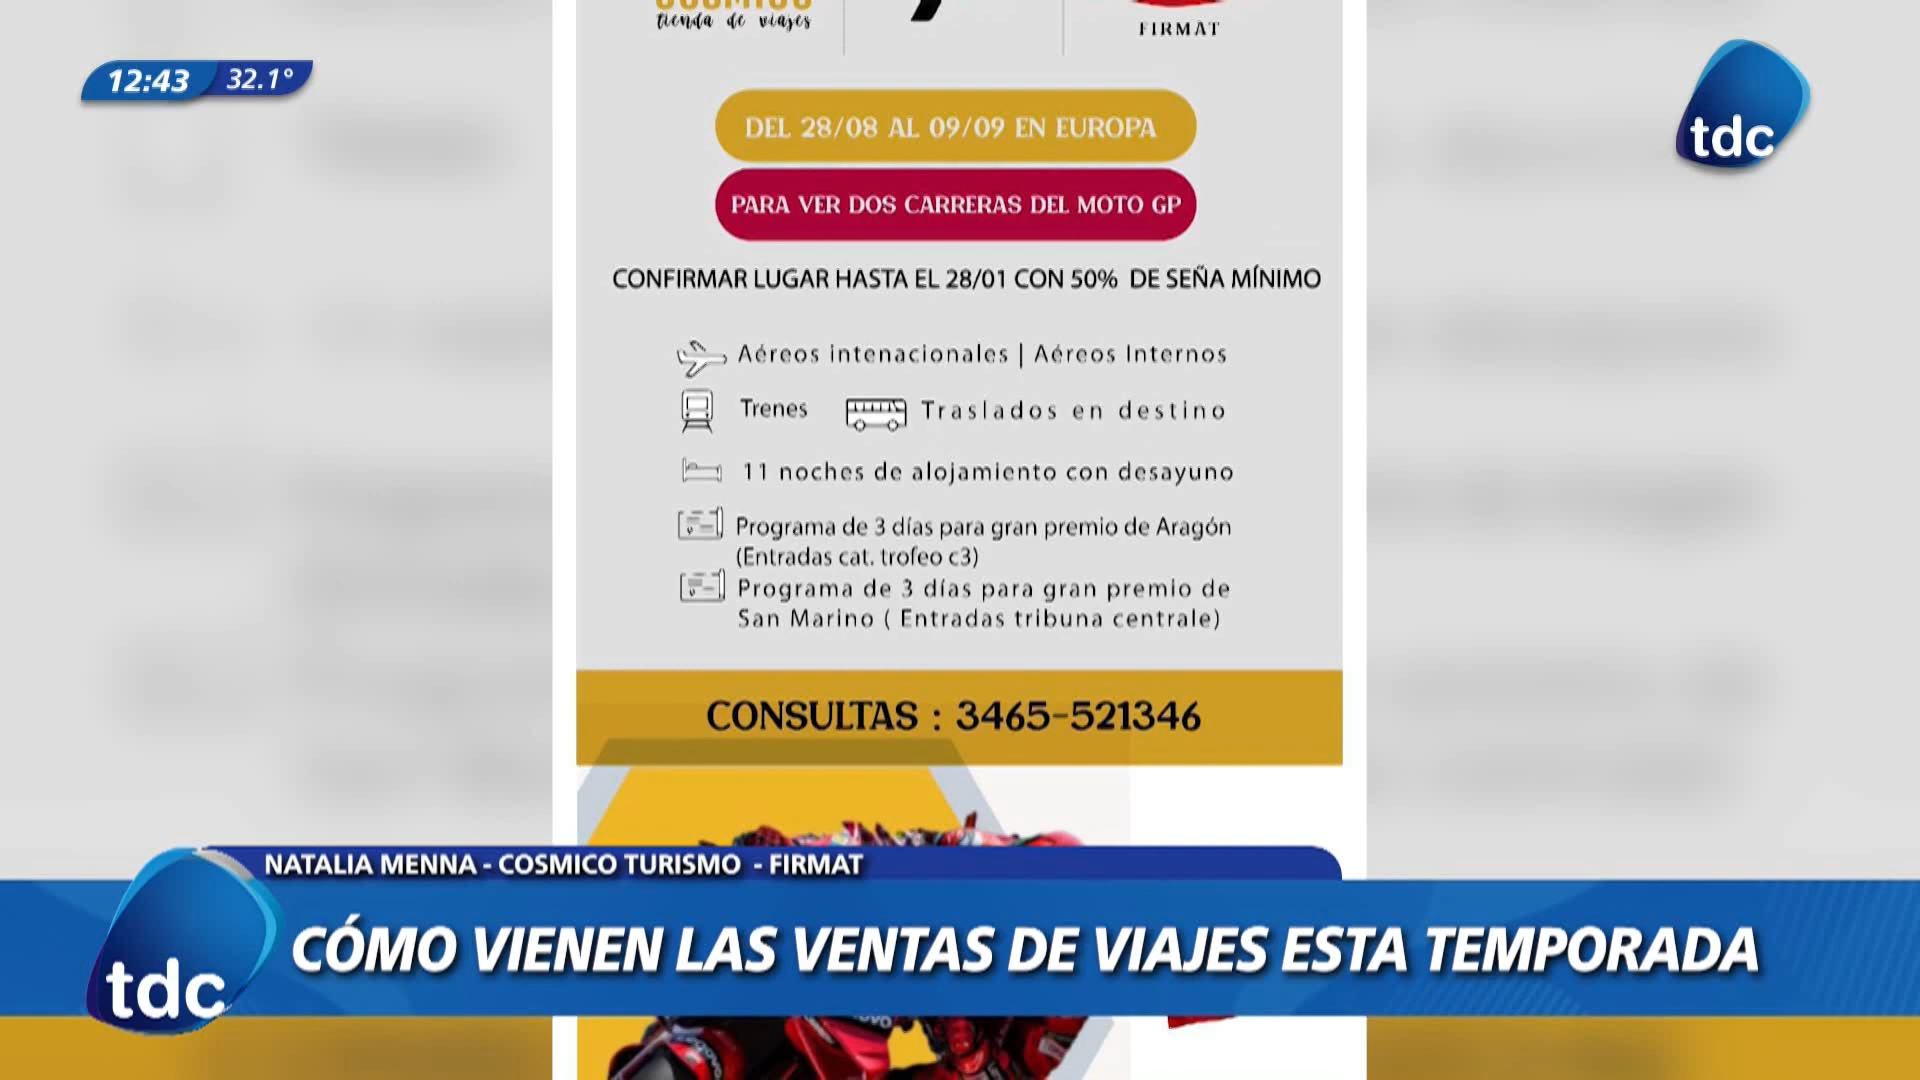 tienda de viajes
FIRMAT
12:43 32.1°
tdc
DEL 28/08 AL 09/09 EN EUROPA
PARA VER DOS CARRERAS DEL MOTO GP
CONFIRMAR LUGAR HASTA EL 28/01 CON 50% DE SEÑA MÍNIMO
Aéreos intenacionales | Aéreos Internos
Trenes Traslados en destino
11 noches de alojamiento con desayuno
Programa de 3 días para gran premio de Aragón
(Entradas cat. trofeo c3)
Programa de 3 días para gran premio de
San Marino ( Entradas tribuna centrale)
CONSULTAS : 3465-521346
NATALIA MENNA - COSMICO TURISMO - FIRMAT
CÓMO VIENEN LAS VENTAS DE VIAJES ESTA TEMPORADA
tdc